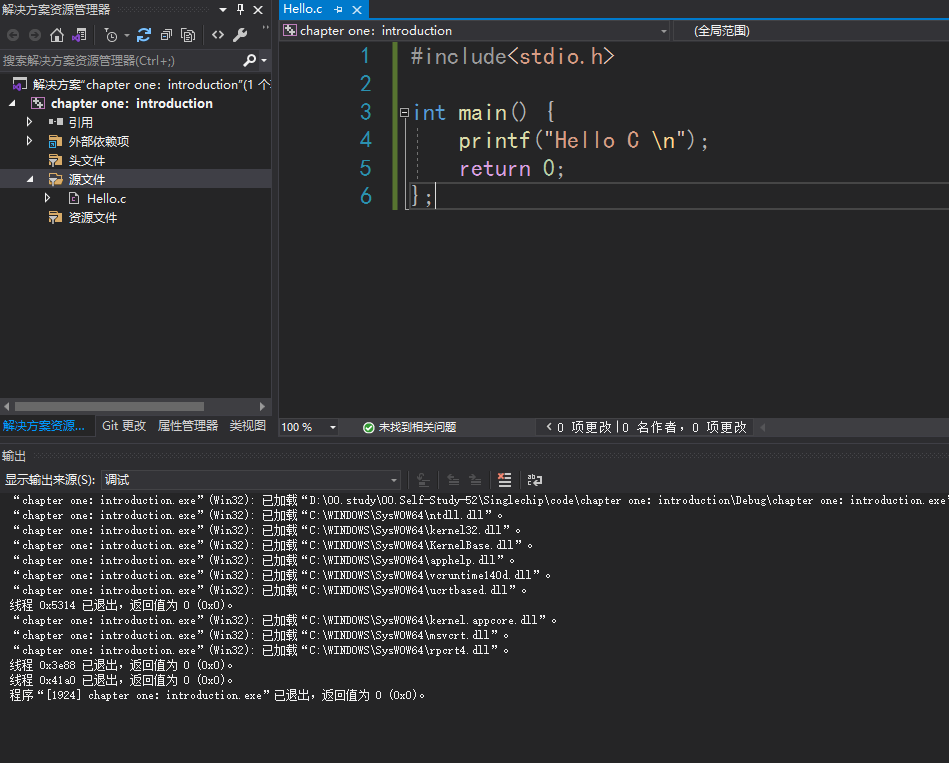 解决方案资源管理器
搜索解决方案资源管理器(Ctrl+;)
解决方案"chapter one：introduction"(1 个
chapter one：introduction
引用
外部依赖项
头文件
源文件
Hello.c
资源文件
解决方案资源... Git 更改 属性管理器 类视图
Hello.c
chapter one：introduction (全局范围)
1 #include<stdio.h>
2
3 int main() {
4 printf("Hello C \n");
5 return 0;
6 };
100 % 未找到相关问题 0 项更改 | 0 名作者，0 项更改
输出
显示输出来源(S): 调试
“chapter one：introduction.exe”(Win32): 已加载“D:\00.study\00.Self-Study-52\Singlechip\code\chapter one：introduction\Debug\chapter one：introduction.exe”
“chapter one：introduction.exe”(Win32): 已加载“C:\WINDOWS\SysWOW64\ntdll.dll”。
“chapter one：introduction.exe”(Win32): 已加载“C:\WINDOWS\SysWOW64\kernel32.dll”。
“chapter one：introduction.exe”(Win32): 已加载“C:\WINDOWS\SysWOW64\KernelBase.dll”。
“chapter one：introduction.exe”(Win32): 已加载“C:\WINDOWS\SysWOW64\apphelp.dll”。
“chapter one：introduction.exe”(Win32): 已加载“C:\WINDOWS\SysWOW64\vcruntime140d.dll”。
“chapter one：introduction.exe”(Win32): 已加载“C:\WINDOWS\SysWOW64\ucrtbased.dll”。
线程 0x5314 已退出，返回值为 0 (0x0)。
“chapter one：introduction.exe”(Win32): 已加载“C:\WINDOWS\SysWOW64\kernel.appcore.dll”。
“chapter one：introduction.exe”(Win32): 已加载“C:\WINDOWS\SysWOW64\msvcrt.dll”。
“chapter one：introduction.exe”(Win32): 已加载“C:\WINDOWS\SysWOW64\rpcrt4.dll”。
线程 0x3e88 已退出，返回值为 0 (0x0)。
线程 0x41a0 已退出，返回值为 0 (0x0)。
程序“[1924] chapter one：introduction.exe”已退出，返回值为 0 (0x0)。